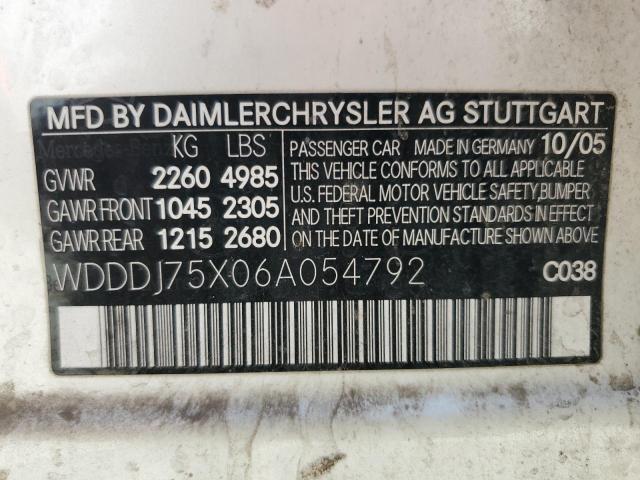 MFD BY DAIMLERCHRYSLER AG STUTTGART
Mercedes-Benz KG LBS
GVWR 2260 4985
GAWR FRONT 1045 2305
GAWR REAR 1215 2680
PASSENGER CAR MADE IN GERMANY 10/05
THIS VEHICLE CONFORMS TO ALL APPLICABLE
U.S. FEDERAL MOTOR VEHICLE SAFETY, BUMPER
AND THEFT PREVENTION STANDARDS IN EFFECT
ON THE DATE OF MANUFACTURE SHOWN ABOVE.
WDDDJ75X06A054792 C038